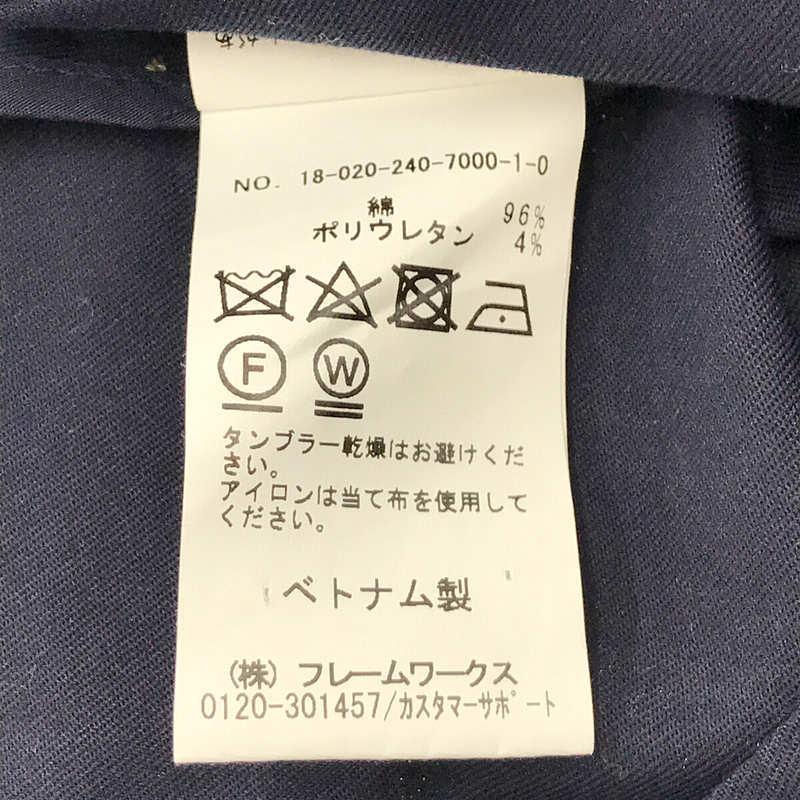 NO. 18-020-240-7000-1-0
綿 96%
ポリウレタン 4%
F W
タンブラー乾燥はお避けくだ
さい。
アイロンは当て布を使用して
ください。
ベトナム製
（株）フレームワークス
0120-301457/カスタマーサポート